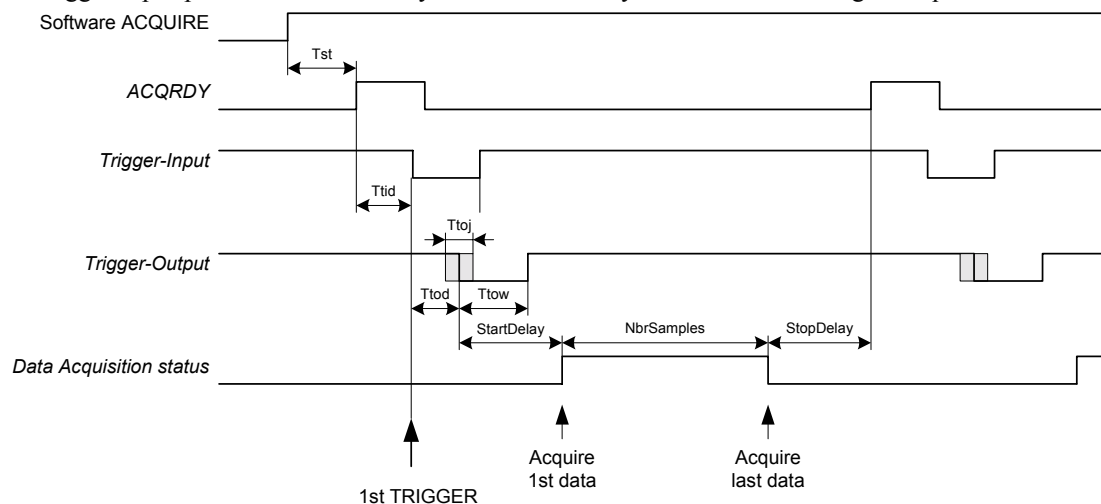 Software ACQUIRE
Tst
ACQRDY
Trigger-Input
Ttid
Ttoj
Trigger-Output
Ttod
Ttow
StartDelay
NbrSamples
StopDelay
Data Acquisition status
Acquire
1st data
Acquire
last data
1st TRIGGER